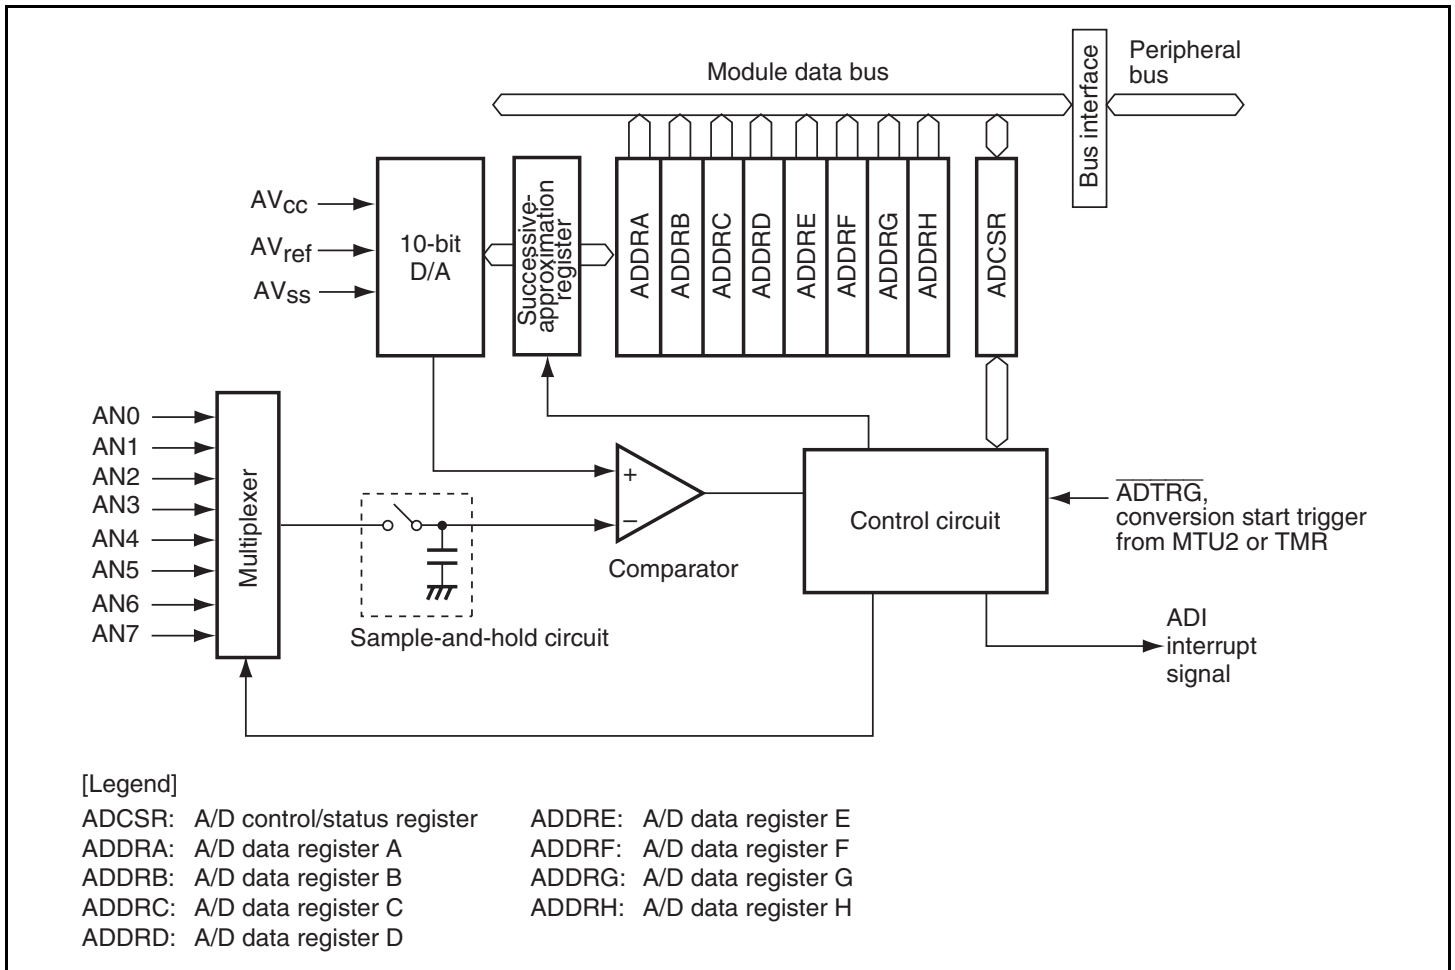 Module data bus
Bus interface
Peripheral
bus
AVcc
AVref
AVss
10-bit
D/A
Successive-
approximation
register
ADDRA
ADDRB
ADDRC
ADDRD
ADDRE
ADDRF
ADDRG
ADDRH
ADCSR
AN0
AN1
AN2
AN3
AN4
AN5
AN6
AN7
Multiplexer
Sample-and-hold circuit
+
−
Comparator
Control circuit
ADTRG,
conversion start trigger
from MTU2 or TMR
ADI
interrupt
signal
[Legend]
ADCSR: A/D control/status register
ADDRA: A/D data register A
ADDRB: A/D data register B
ADDRC: A/D data register C
ADDRD: A/D data register D
ADDRE: A/D data register E
ADDRF: A/D data register F
ADDRG: A/D data register G
ADDRH: A/D data register H